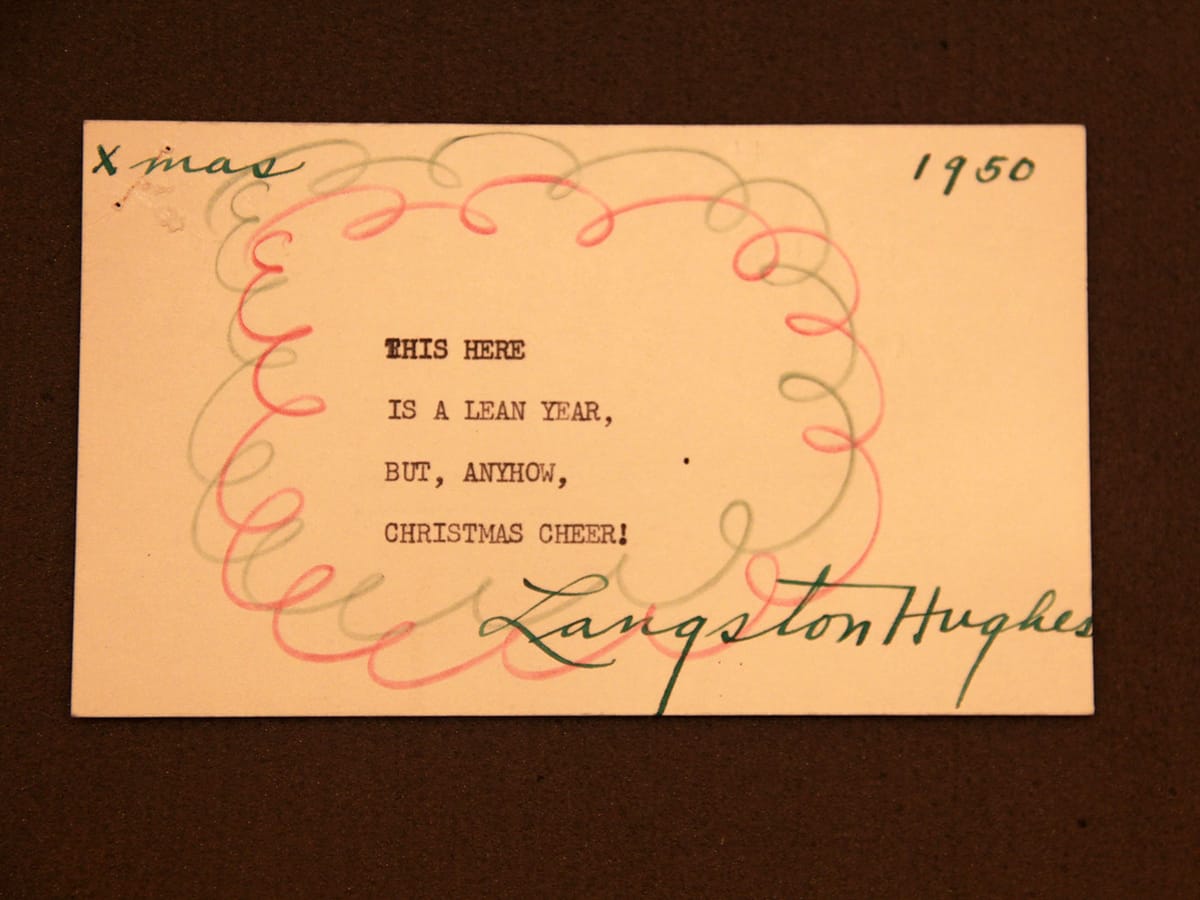 Xmas 1950
THIS HERE
IS A LEAN YEAR,
BUT, ANYHOW,
CHRISTMAS CHEER!
Langston Hughes